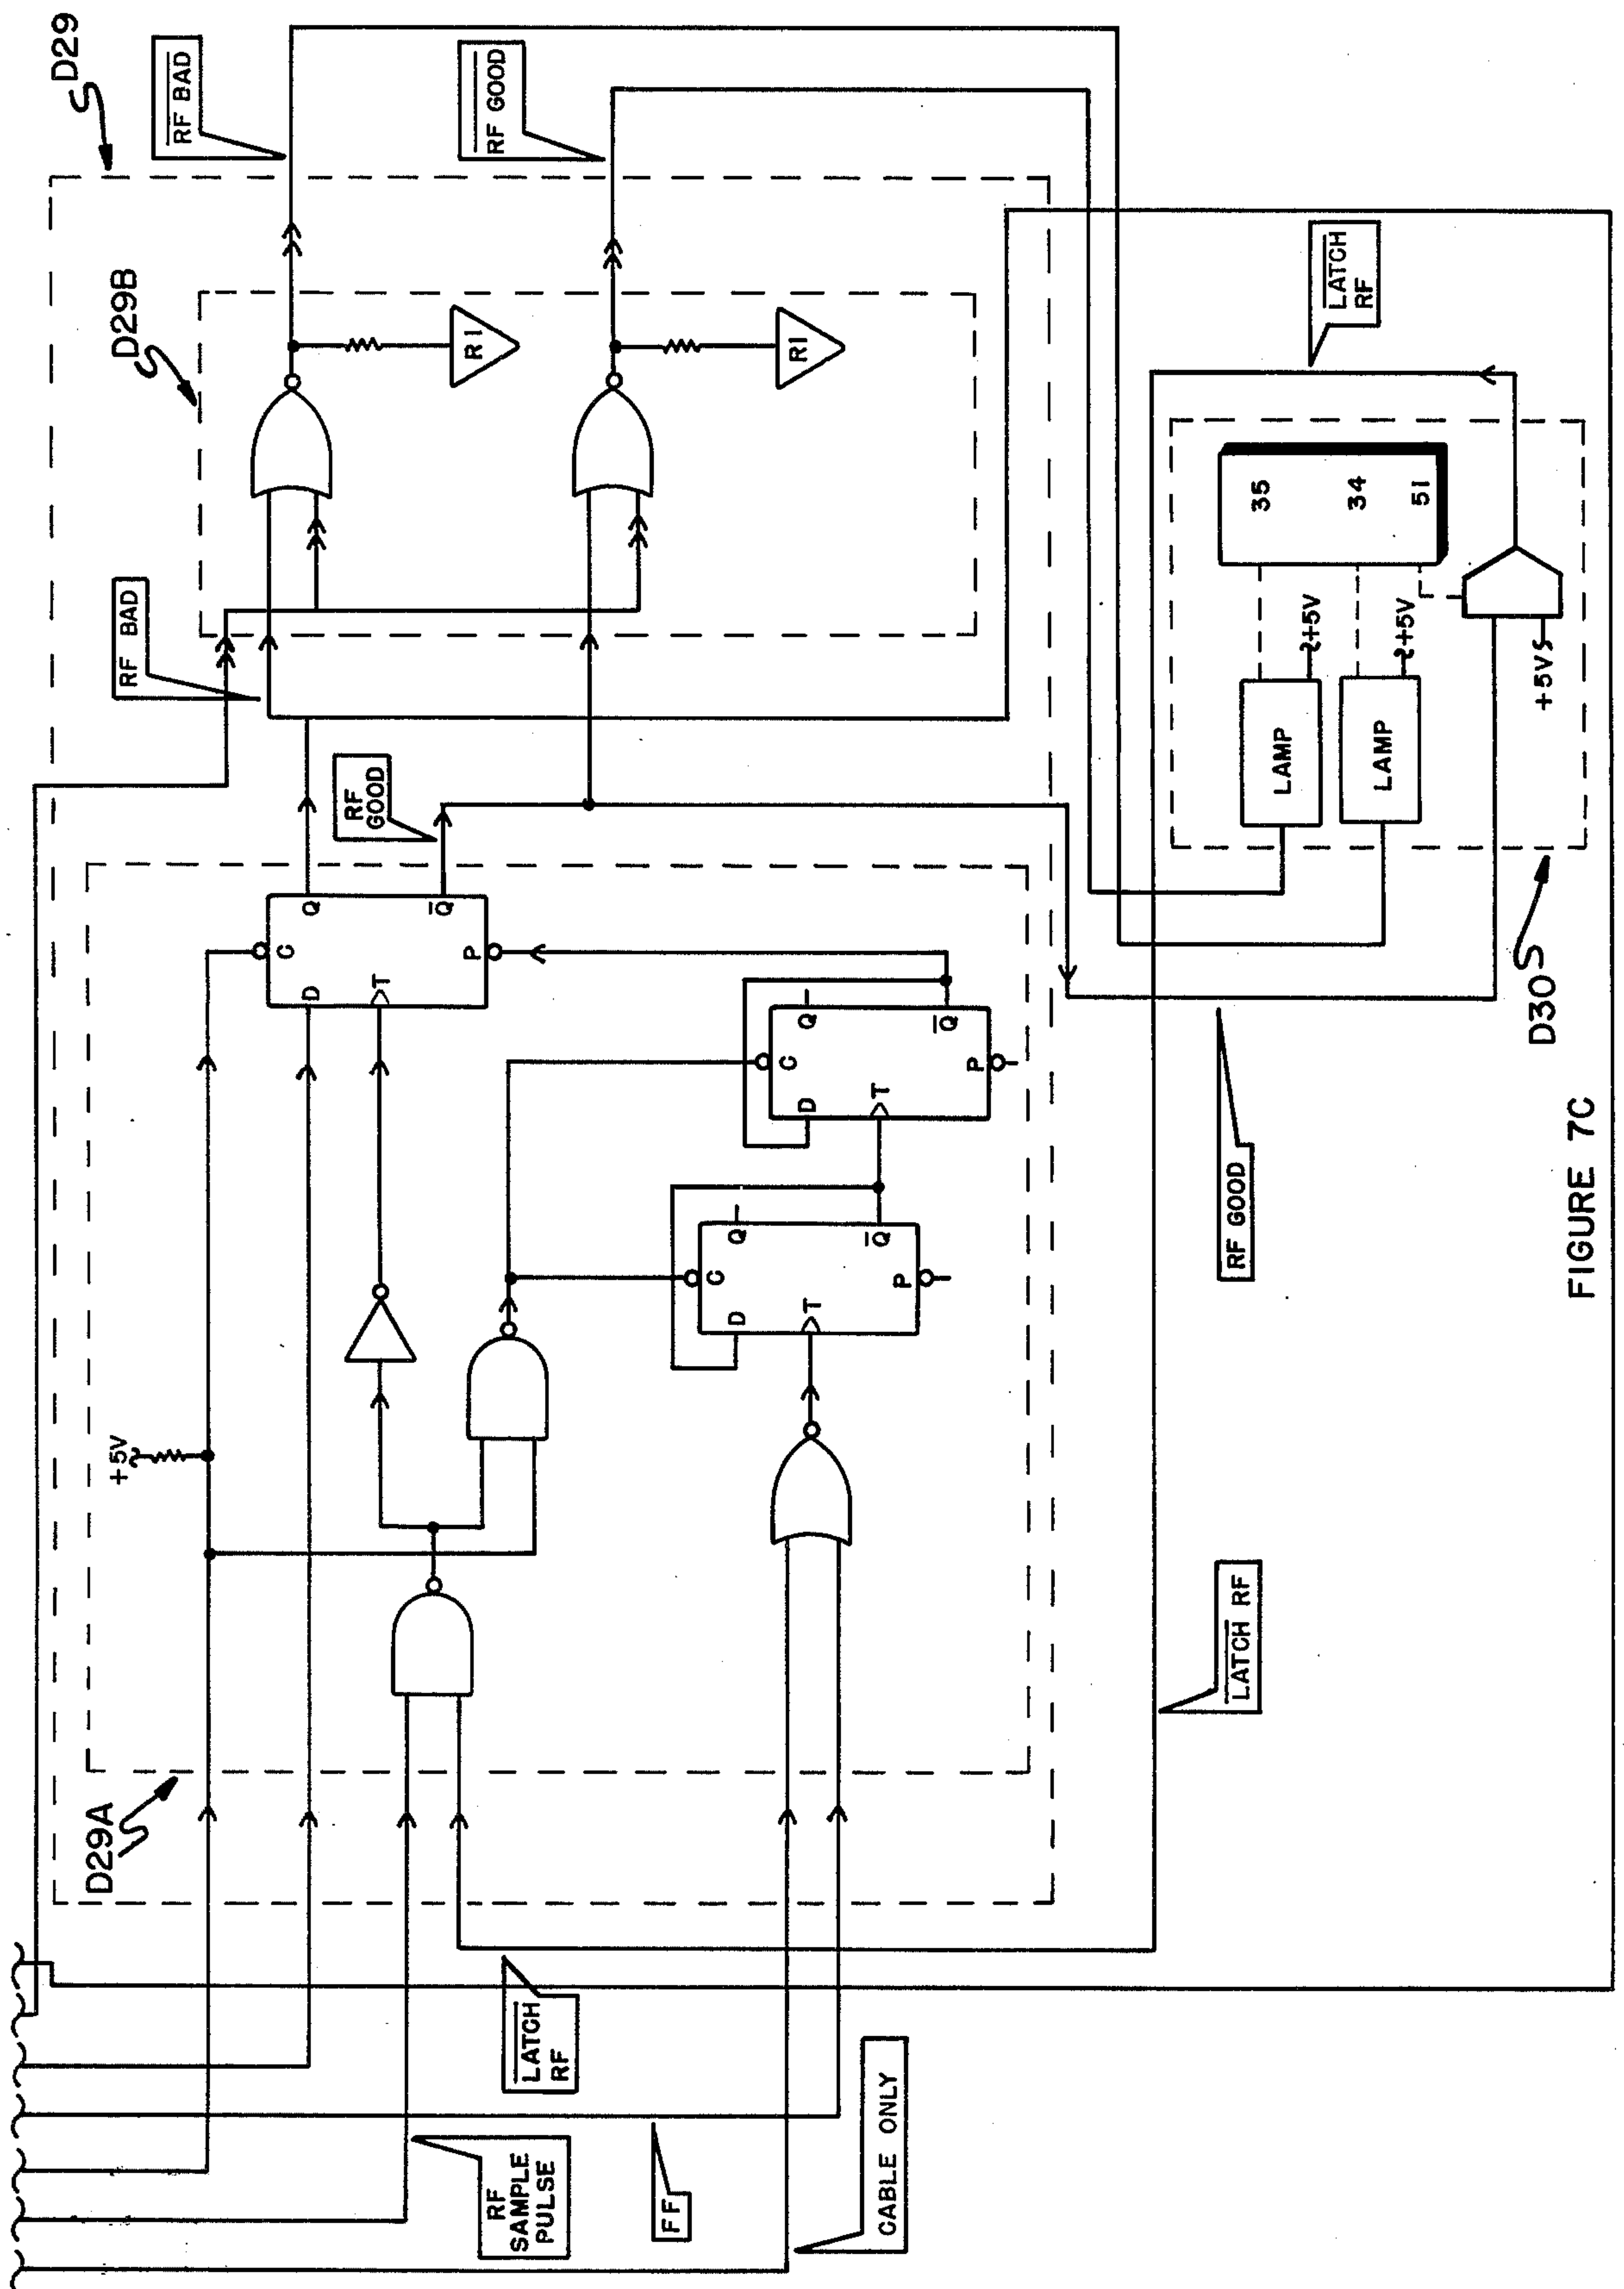 D29
RF BAD
RF GOOD
D29B
R1
R1
RF BAD
RF
GOOD
LATCH
RF
35
34
51
+5V
+5V
LAMP
LAMP
+5V
D30
RF GOOD
C
Q
D
T
P
Q
C
Q
D
T
P
Q
C
Q
D
T
P
Q
+5V
D29A
LATCH RF
LATCH
RF
RF
SAMPLE
PULSE
FF
CABLE ONLY
FIGURE 7C